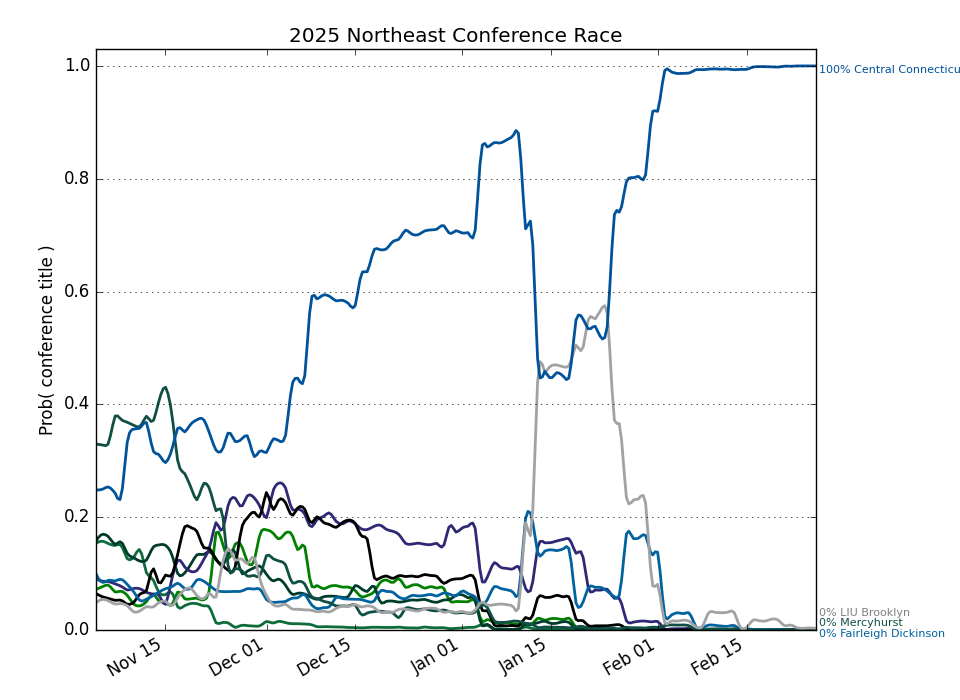 2025 Northeast Conference Race
1.0
0.8
0.6
0.4
0.2
0.0
Prob( conference title )
Nov 15
Dec 01
Dec 15
Jan 01
Jan 15
Feb 01
Feb 15
100% Central Connecticu
0% LIU Brooklyn
0% Mercyhurst
0% Fairleigh Dickinson